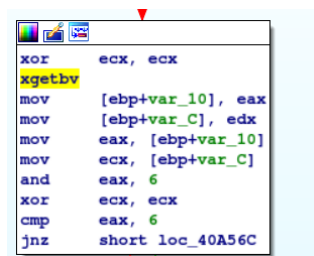 xor ecx, ecx
xgetbv
mov [ebp+var_10], eax
mov [ebp+var_C], edx
mov eax, [ebp+var_10]
mov ecx, [ebp+var_C]
and eax, 6
xor ecx, ecx
cmp eax, 6
jnz short loc_40A56C